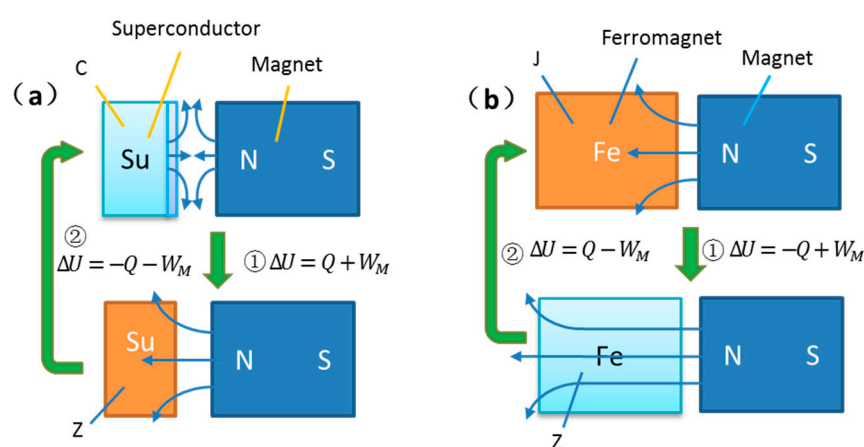 Superconductor
C
Magnet
(a)
Su
N
S
②
ΔU = −Q − W_M
① ΔU = Q + W_M
Su
N
S
Z
Ferromagnet
J
Magnet
(b)
Fe
N
S
② ΔU = Q − W_M
① ΔU = −Q + W_M
Fe
N
S
Z